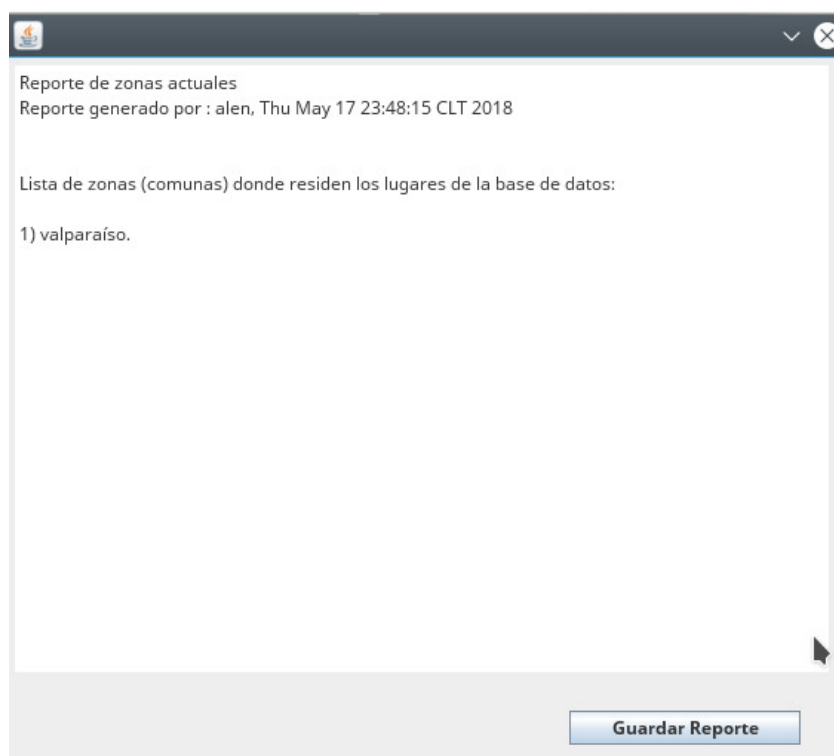 Reporte de zonas actuales
Reporte generado por : alen, Thu May 17 23:48:15 CLT 2018
Lista de zonas (comunas) donde residen los lugares de la base de datos:
1) valparaíso.
Guardar Reporte